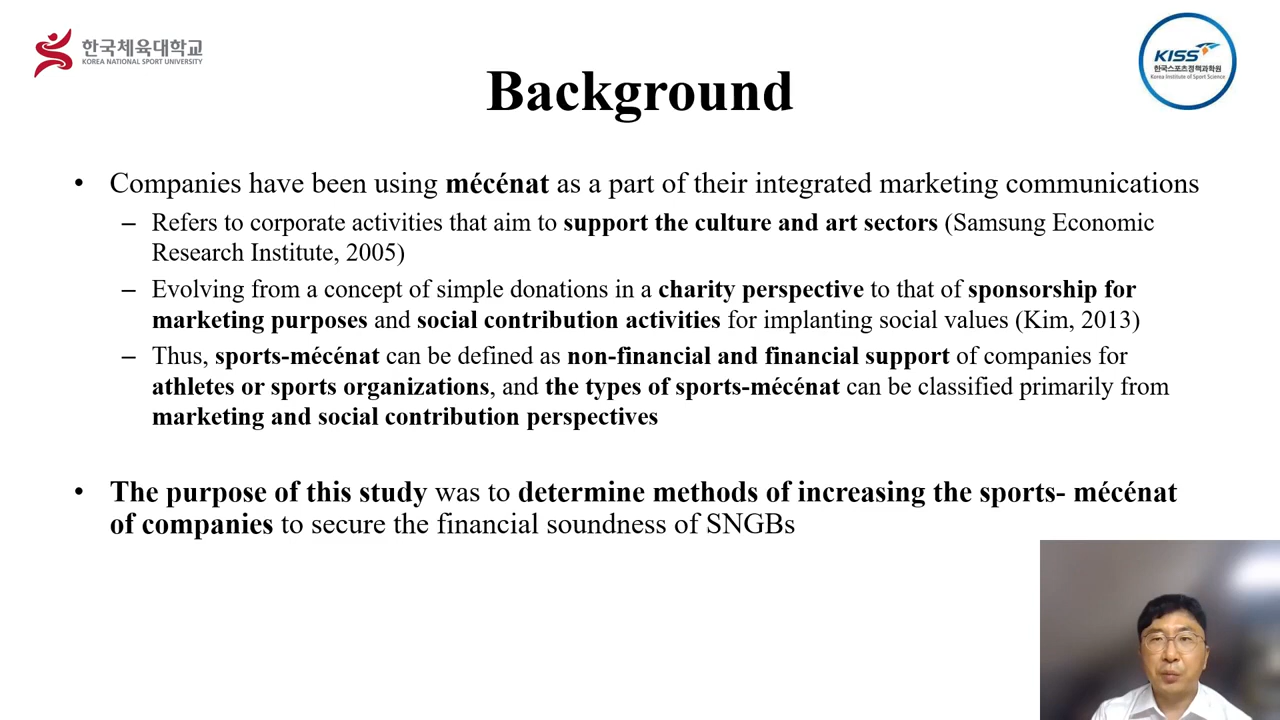 한국체육대학교
KOREA NATIONAL SPORT UNIVERSITY
KISS
한국스포츠정책과학원
Korea Institute of Sport Science
Background
• Companies have been using mécénat as a part of their integrated marketing communications
– Refers to corporate activities that aim to support the culture and art sectors (Samsung Economic
Research Institute, 2005)
– Evolving from a concept of simple donations in a charity perspective to that of sponsorship for
marketing purposes and social contribution activities for implanting social values (Kim, 2013)
– Thus, sports-mécénat can be defined as non-financial and financial support of companies for
athletes or sports organizations, and the types of sports-mécénat can be classified primarily from
marketing and social contribution perspectives
• The purpose of this study was to determine methods of increasing the sports- mécénat
of companies to secure the financial soundness of SNGBs